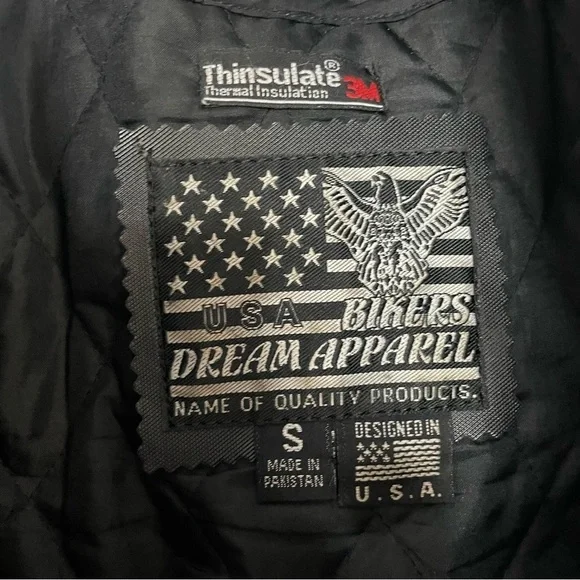 Thinsulate®
Thermal Insulation 3M
USA BIKERS
DREAM APPAREL
NAME OF QUALITY PRODUCTS.
S
MADE IN
PAKISTAN
DESIGNED IN
U.S.A.